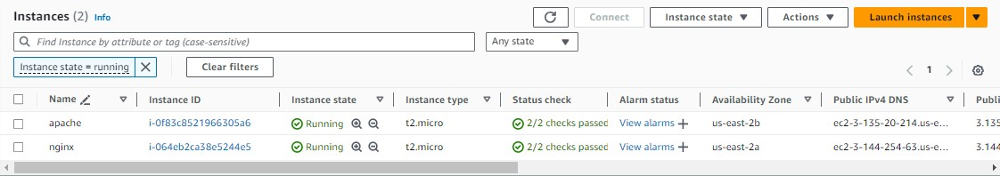 Instances (2) Info Connect Instance state Actions Launch instances
Find Instance by attribute or tag (case-sensitive) Any state
Instance state = running Clear filters
1
Name Instance ID Instance state Instance type Status check Alarm status Availability Zone Public IPv4 DNS Publi
apache i-0f83c8521966305a6 Running t2.micro 2/2 checks passed View alarms + us-east-2b ec2-3-135-20-214.us-e... 3.135
nginx i-064eb2ca38e5244e5 Running t2.micro 2/2 checks passed View alarms + us-east-2a ec2-3-144-254-63.us-e... 3.144